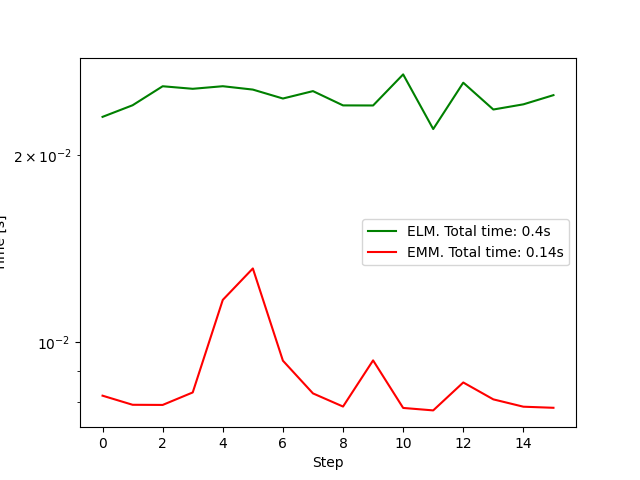 2 × 10⁻²
10⁻²
Time [s]
ELM. Total time: 0.4s
EMM. Total time: 0.14s
0 2 4 6 8 10 12 14
Step